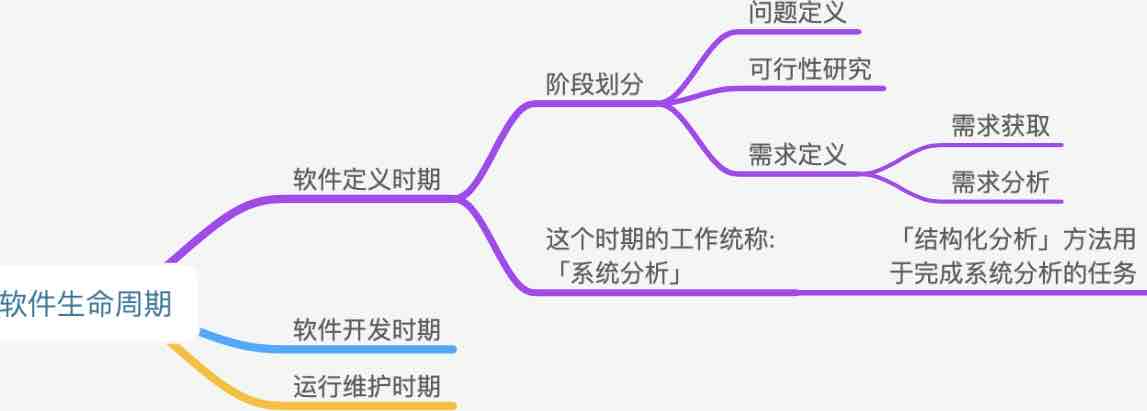 软件生命周期
软件定义时期
阶段划分
问题定义
可行性研究
需求定义
需求获取
需求分析
这个时期的工作统称:
「系统分析」
「结构化分析」方法用
于完成系统分析的任务
软件开发时期
运行维护时期